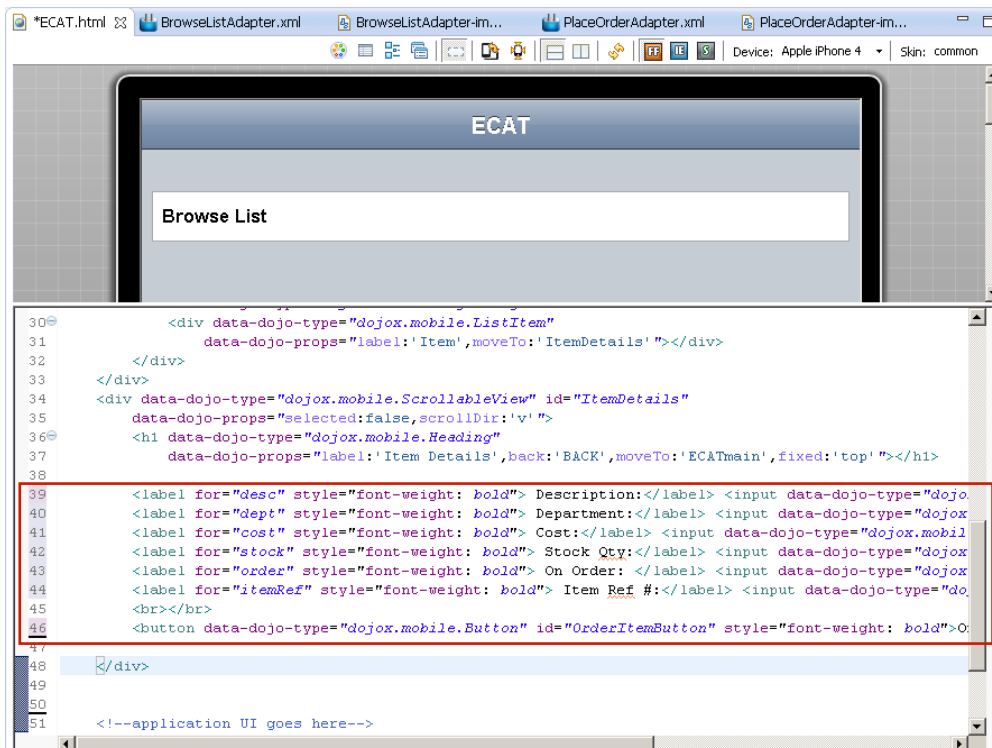 *ECAT.html BrowseListAdapter.xml BrowseListAdapter-im... PlaceOrderAdapter.xml PlaceOrderAdapter-im...
FF IE S Device: Apple iPhone 4 Skin: common
ECAT
Browse List
30 <div data-dojo-type="dojox.mobile.ListItem"
31 data-dojo-props="label:'Item',moveTo:'ItemDetails'"></div>
32 </div>
33 </div>
34 <div data-dojo-type="dojox.mobile.ScrollableView" id="ItemDetails"
35 data-dojo-props="selected:false,scrollDir:'v'">
36 <h1 data-dojo-type="dojox.mobile.Heading"
37 data-dojo-props="label:'Item Details',back:'BACK',moveTo:'ECATmain',fixed:'top'"></h1>
38
39 <label for="desc" style="font-weight: bold"> Description:</label> <input data-dojo-type="dojo
40 <label for="dept" style="font-weight: bold"> Department:</label> <input data-dojo-type="dojox
41 <label for="cost" style="font-weight: bold"> Cost:</label> <input data-dojo-type="dojox.mobil
42 <label for="stock" style="font-weight: bold"> Stock Qty:</label> <input data-dojo-type="dojox
43 <label for="order" style="font-weight: bold"> On Order: </label> <input data-dojo-type="dojox
44 <label for="itemRef" style="font-weight: bold"> Item Ref #:</label> <input data-dojo-type="do
45 <br></br>
46 <button data-dojo-type="dojox.mobile.Button" id="OrderItemButton" style="font-weight: bold">O
47
48 </div>
49
50
51 <!--application UI goes here-->